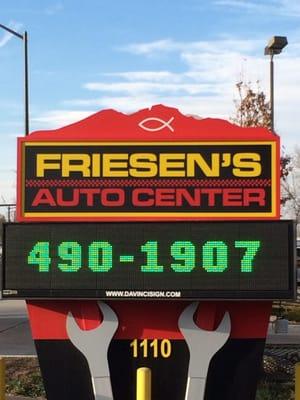 FRIESEN'S
AUTO CENTER
490-1907
WWW.DAVINCISIGN.COM
1110